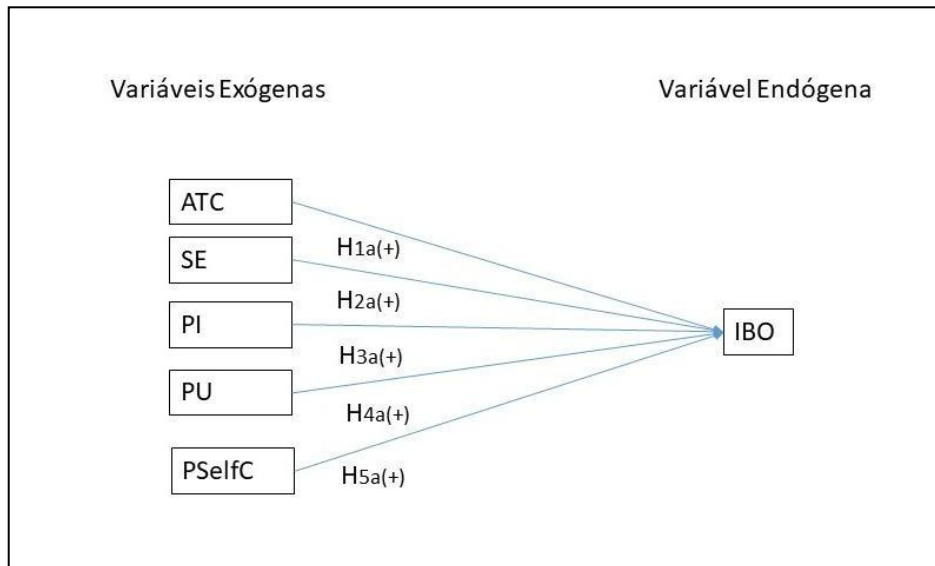 Variáveis Exógenas
Variável Endógena
ATC
H1a(+)
SE
H2a(+)
PI
IBO
H3a(+)
PU
H4a(+)
PSelfC
H5a(+)